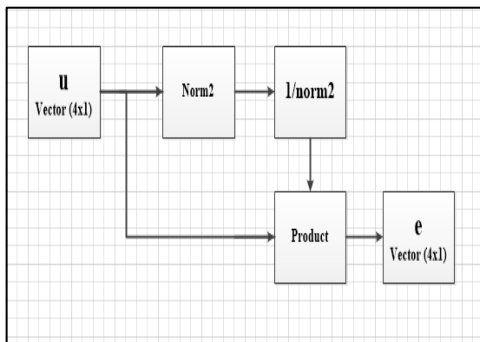 u
Vector (4x1)
Norm2
1/norm2
Product
e
Vector (4x1)